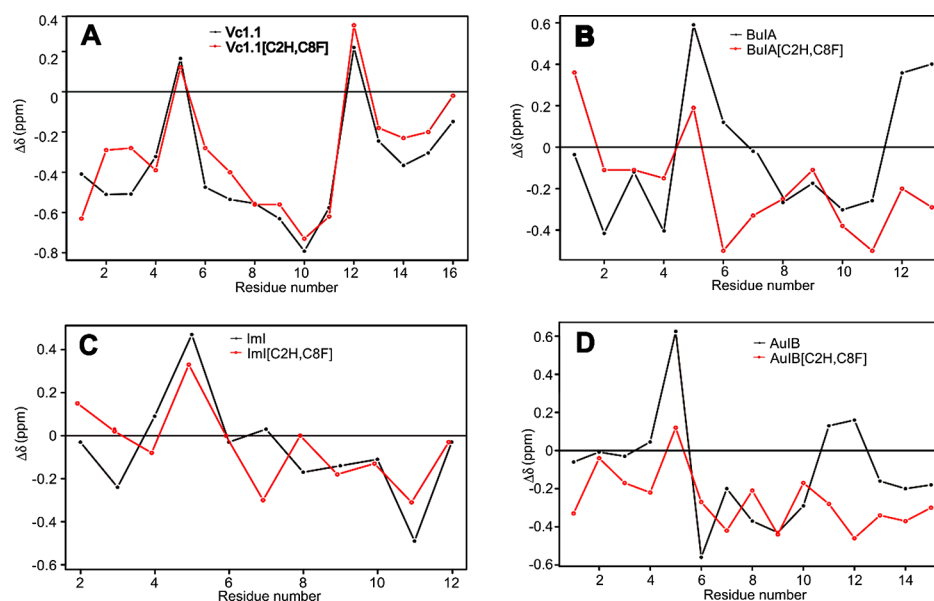 A
Vc1.1
Vc1.1[C2H,C8F]
Δδ(ppm)
0.4
0.2
0
-0.2
-0.4
-0.6
-0.8
2 4 6 8 10 12 14 16
Residue number
B
BuIA
BuIA[C2H,C8F]
Δδ(ppm)
0.6
0.4
0.2
0
-0.2
-0.4
2 4 6 8 10 12
Residue number
C
ImI
ImI[C2H,C8F]
Δδ(ppm)
0.4
0.2
0
-0.2
-0.4
-0.6
2 4 6 8 10 12
Residue number
D
AuIB
AuIB[C2H,C8F]
Δδ(ppm)
0.6
0.4
0.2
0
-0.2
-0.4
-0.6
2 4 6 8 10 12 14
Residue number